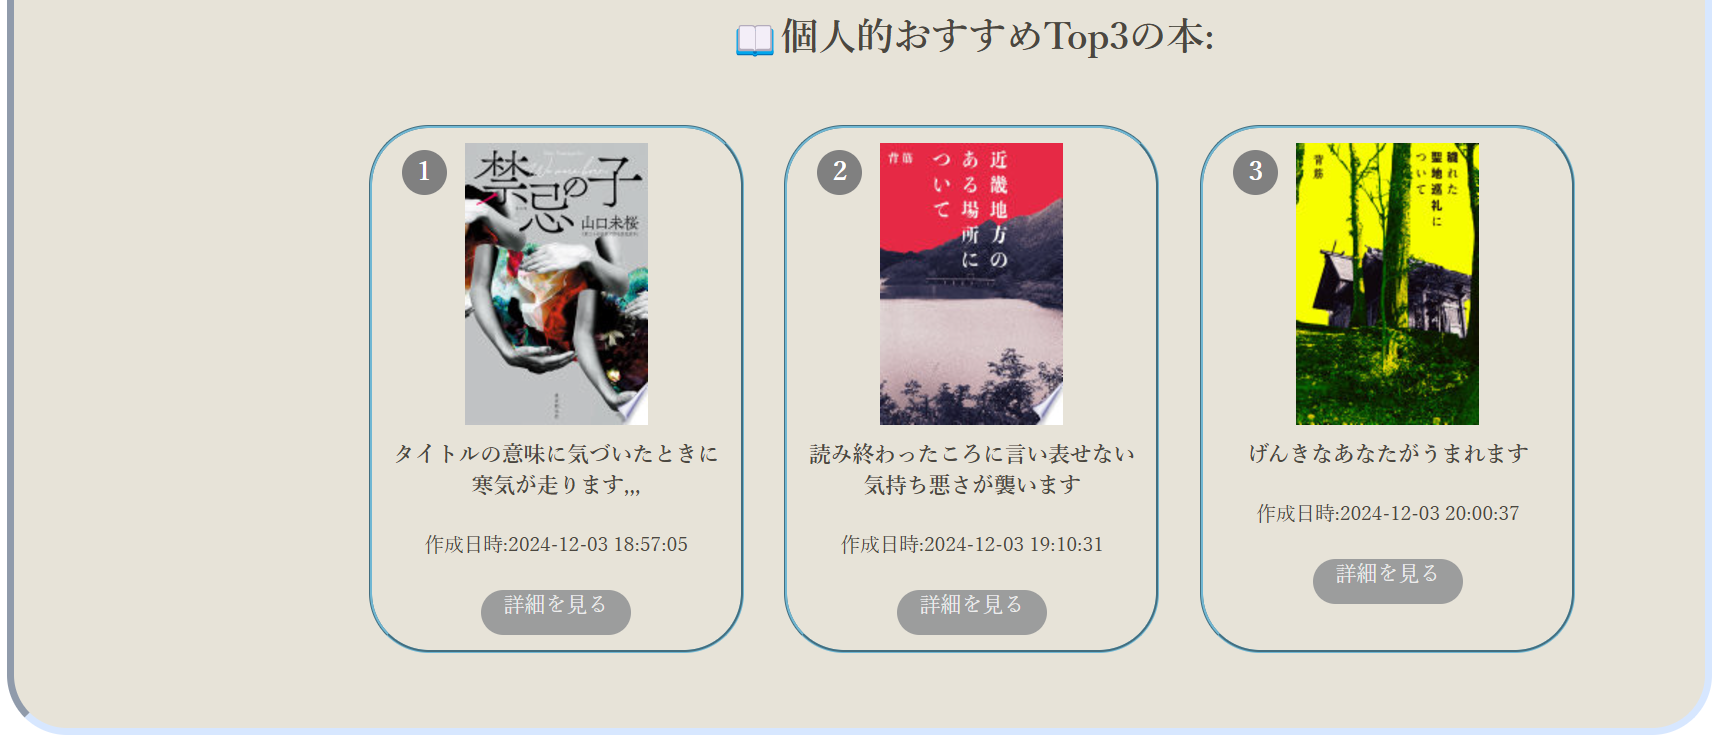 📖個人的おすすめTop3の本:
1
We were here.
禁忌の子
山口未桜
タイトルの意味に気づいたときに
寒気が走ります,,,
作成日時:2024-12-03 18:57:05
詳細を見る
2
近畿地方の
ある場所に
ついて
背筋
読み終わったころに言い表せない
気持ち悪さが襲います
作成日時:2024-12-03 19:10:31
詳細を見る
3
穢れた
聖地巡礼に
ついて
背筋
げんきなあなたがうまれます
作成日時:2024-12-03 20:00:37
詳細を見る